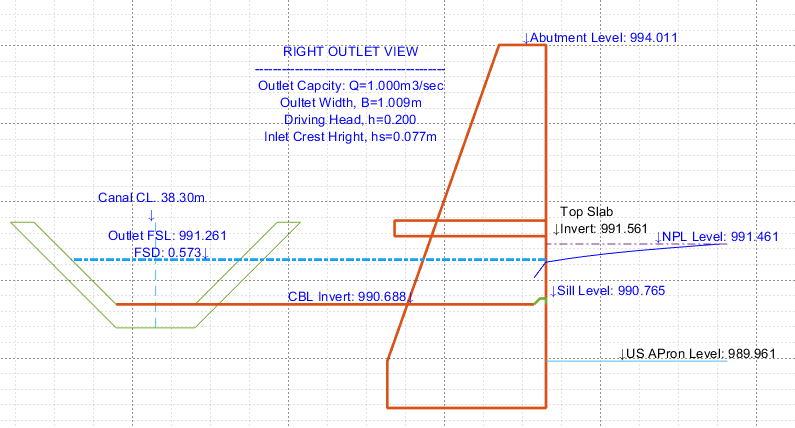 ↓Abutment Level: 994.011
RIGHT OUTLET VIEW
----------------------------------------
Outlet Capcity: Q=1.000m3/sec
Oultet Width, B=1.009m
Driving Head, h=0.200
Inlet Crest Hright, hs=0.077m
Canal CL. 38.30m
↓
Top Slab
↓Invert: 991.561
Outlet FSL: 991.261
↓NPL Level: 991.461
FSD: 0.573↓
CBL Invert: 990.688↓
↓Sill Level: 990.765
↓US APron Level: 989.961